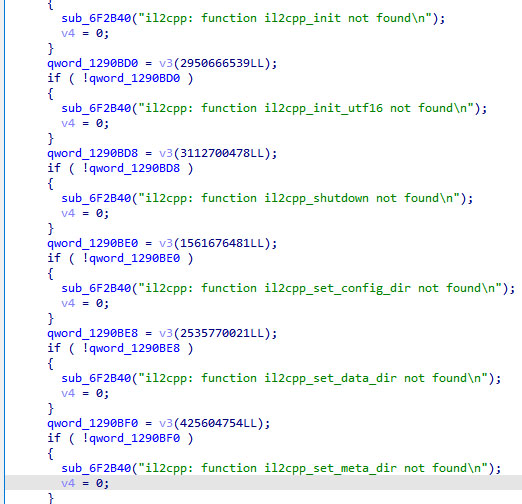 {
sub_6F2B40("il2cpp: function il2cpp_init not found\n");
v4 = 0;
}
qword_1290BD0 = v3(2950666539LL);
if ( !qword_1290BD0 )
{
sub_6F2B40("il2cpp: function il2cpp_init_utf16 not found\n");
v4 = 0;
}
qword_1290BD8 = v3(3112700478LL);
if ( !qword_1290BD8 )
{
sub_6F2B40("il2cpp: function il2cpp_shutdown not found\n");
v4 = 0;
}
qword_1290BE0 = v3(1561676481LL);
if ( !qword_1290BE0 )
{
sub_6F2B40("il2cpp: function il2cpp_set_config_dir not found\n");
v4 = 0;
}
qword_1290BE8 = v3(2535770021LL);
if ( !qword_1290BE8 )
{
sub_6F2B40("il2cpp: function il2cpp_set_data_dir not found\n");
v4 = 0;
}
qword_1290BF0 = v3(425604754LL);
if ( !qword_1290BF0 )
{
sub_6F2B40("il2cpp: function il2cpp_set_meta_dir not found\n");
v4 = 0;
}